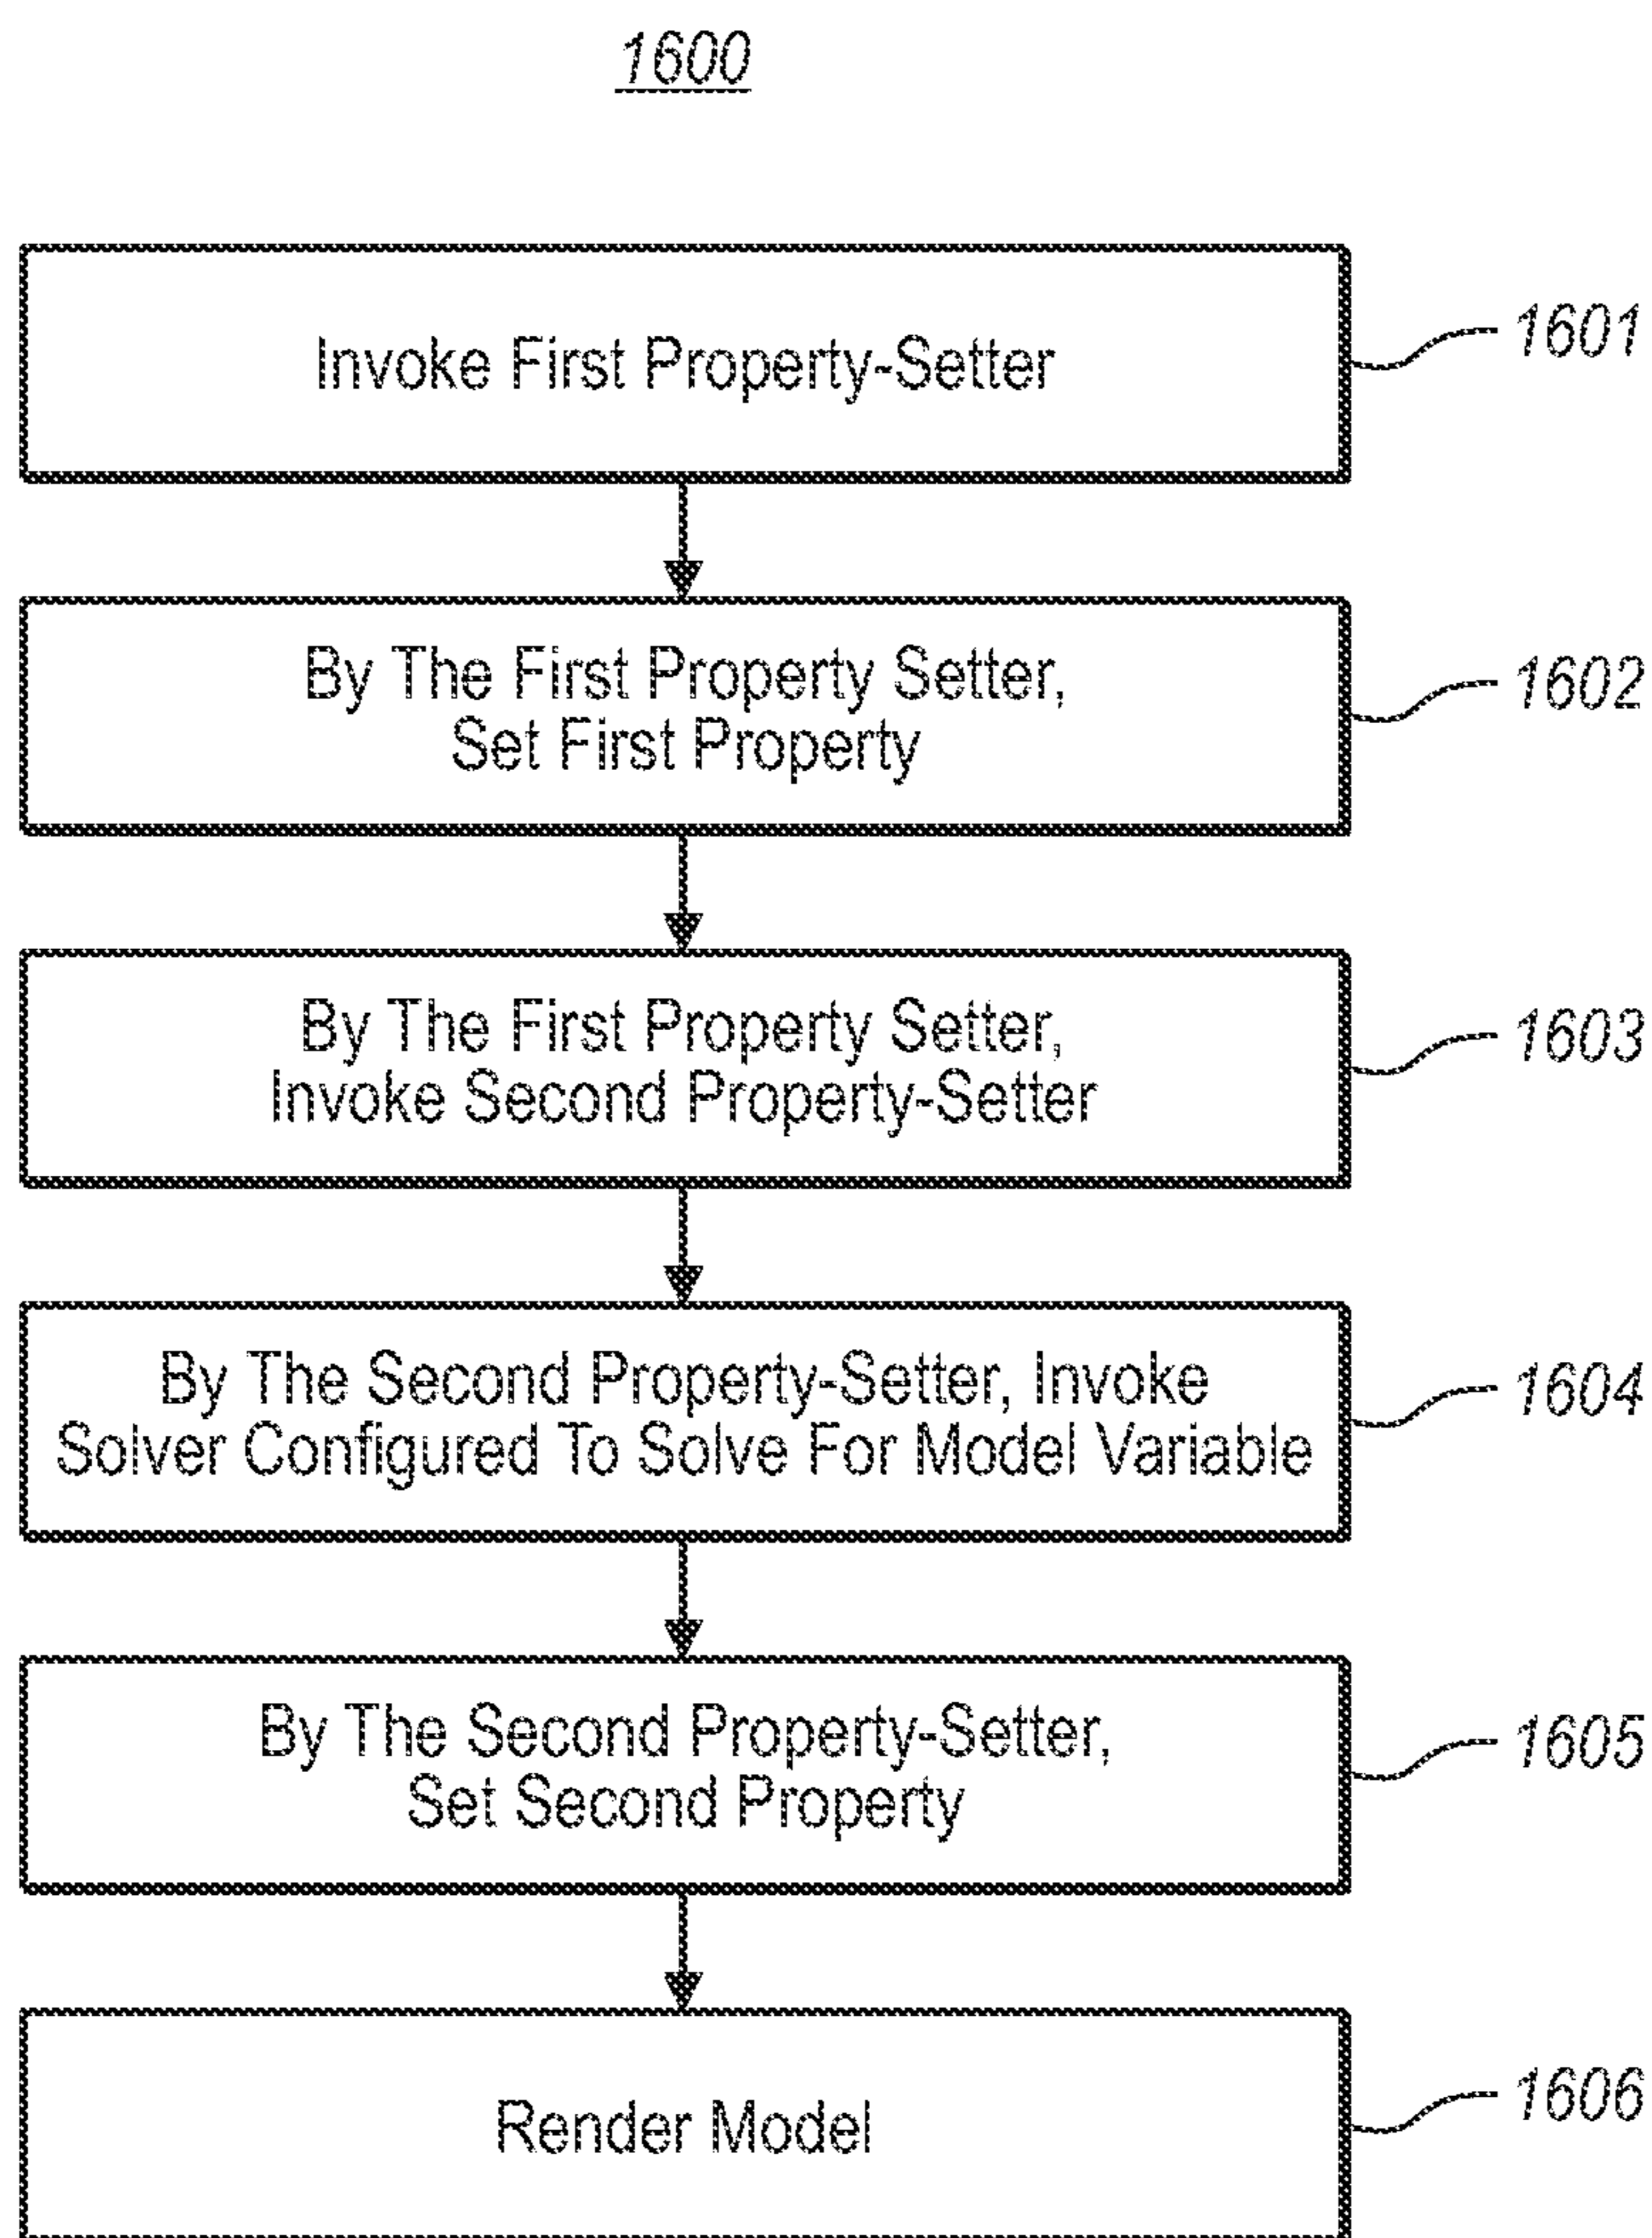 1600
Invoke First Property-Setter
1601
By The First Property Setter,
Set First Property
1602
By The First Property Setter,
Invoke Second Property-Setter
1603
By The Second Property-Setter, Invoke
Solver Configured To Solve For Model Variable
1604
By The Second Property-Setter,
Set Second Property
1605
Render Model
1606